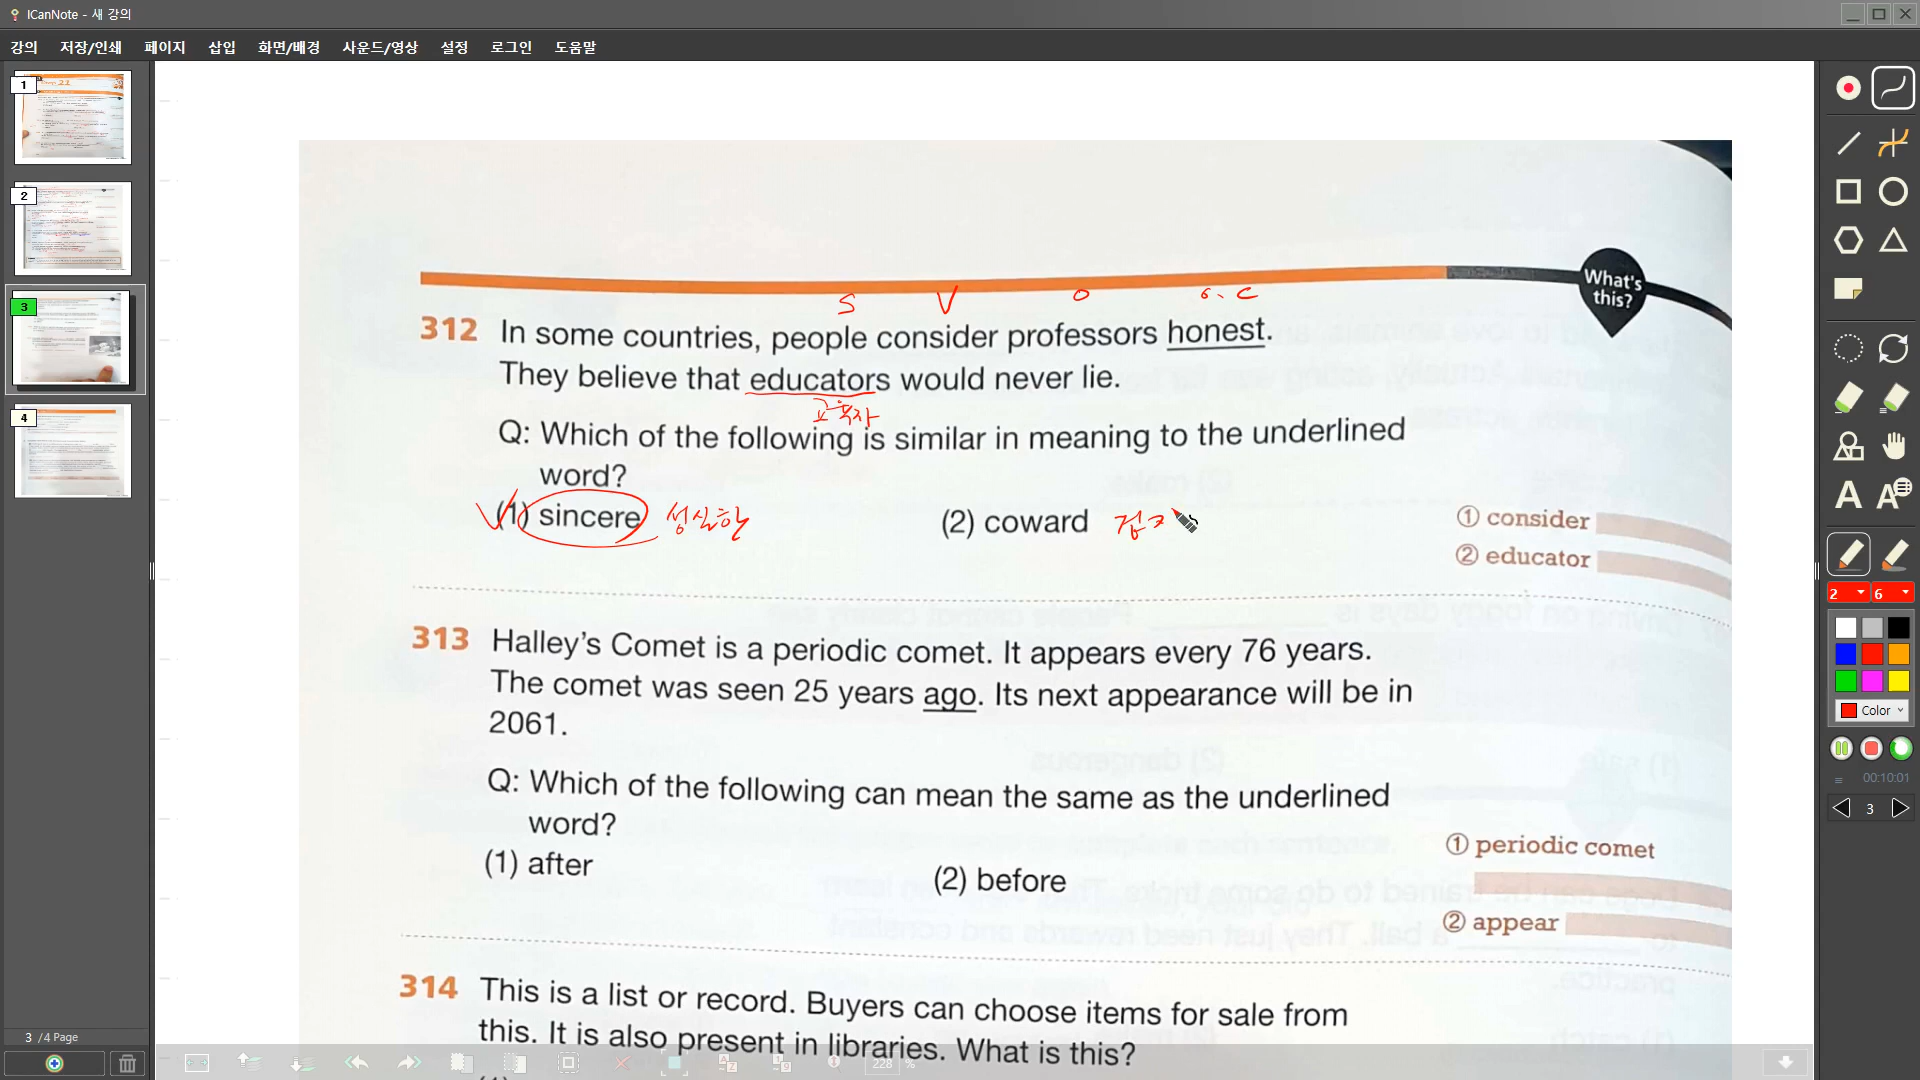 ICanNote - 새 강의
강의 저장/인쇄 페이지 삽입 화면/배경 사운드/영상 설정 로그인 도움말
1
2
3
4
What's
this?
S V O O.C
312 In some countries, people consider professors honest.
They believe that educators would never lie.
교육자
Q: Which of the following is similar in meaning to the underlined
word?
(1) sincere 성실한 (2) coward
① consider
② educator
313 Halley's Comet is a periodic comet. It appears every 76 years.
The comet was seen 25 years ago. Its next appearance will be in
2061.
Q: Which of the following can mean the same as the underlined
word?
(1) after (2) before
① periodic comet
② appear
314 This is a list or record. Buyers can choose items for sale from
this. It is also present in libraries. What is this?
2 6
Color
00:10:01
3
3 /4 Page
228 %